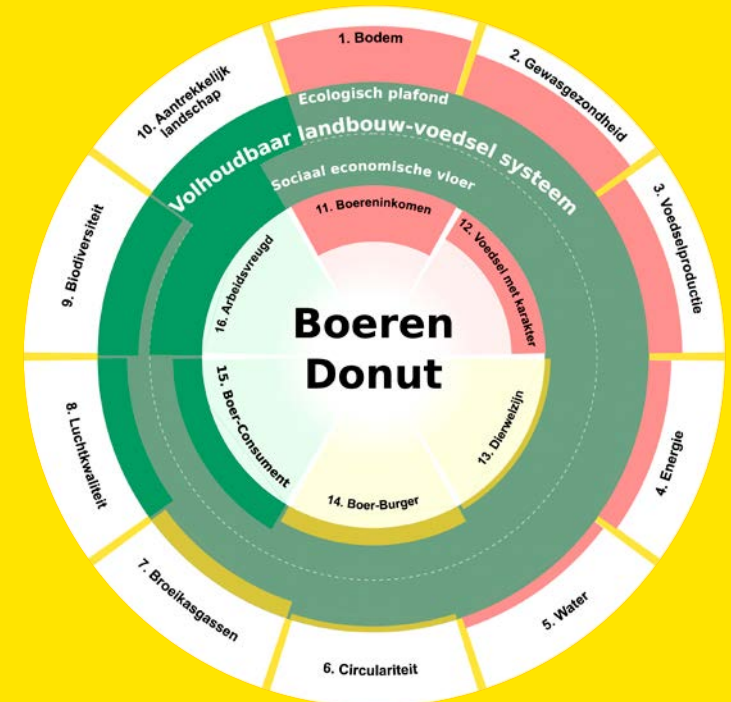 1. Bodem
2. Gewasgezondheid
3. Voedselproductie
4. Energie
5. Water
6. Circulariteit
7. Broeikasgassen
8. Luchtkwaliteit
9. Biodiversiteit
10. Aantrekkelijk
landschap
Ecologisch plafond
Volhoudbaar landbouw-voedsel systeem
Sociaal economische vloer
11. Boereninkomen
12. Voedsel met karakter
13. Dierwelzijn
14. Boer-Burger
15. Boer-Consument
16. Arbeidsvreugd
Boeren
Donut